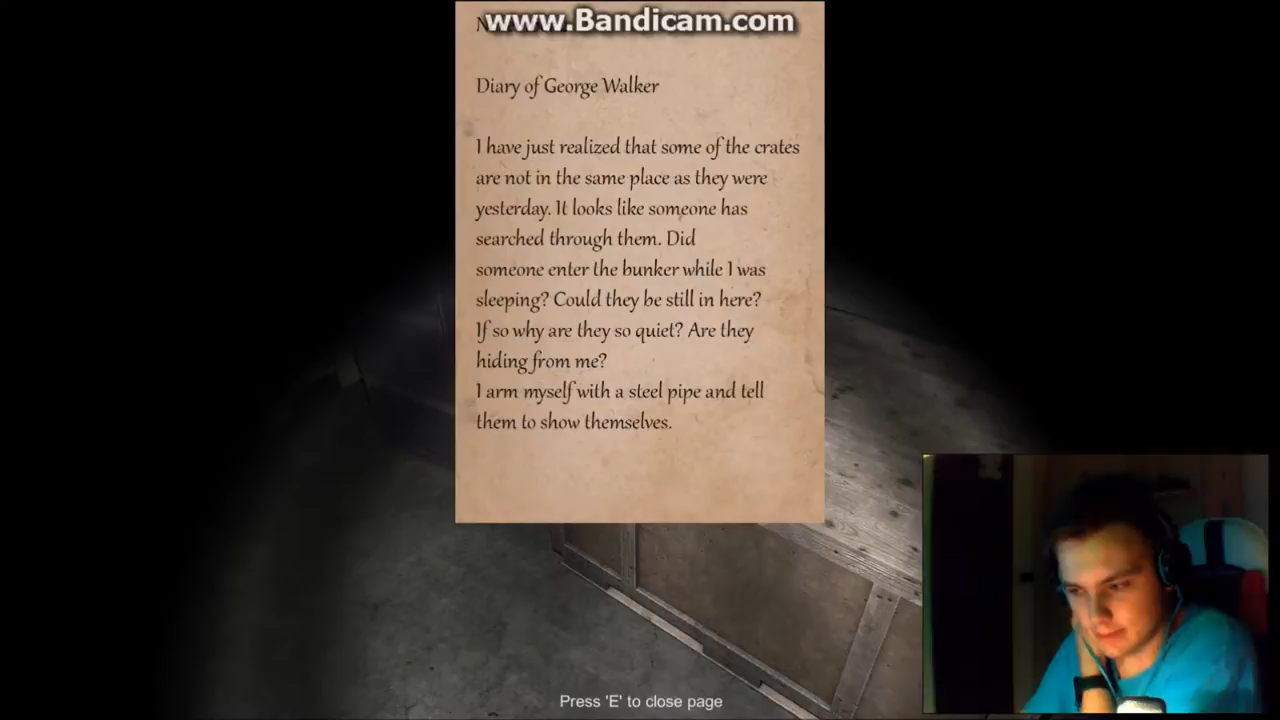 www.Bandicam.com
Diary of George Walker
I have just realized that some of the crates
are not in the same place as they were
yesterday. It looks like someone has
searched through them. Did
someone enter the bunker while I was
sleeping? Could they be still in here?
If so why are they so quiet? Are they
hiding from me?
I arm myself with a steel pipe and tell
them to show themselves.
Press 'E' to close page